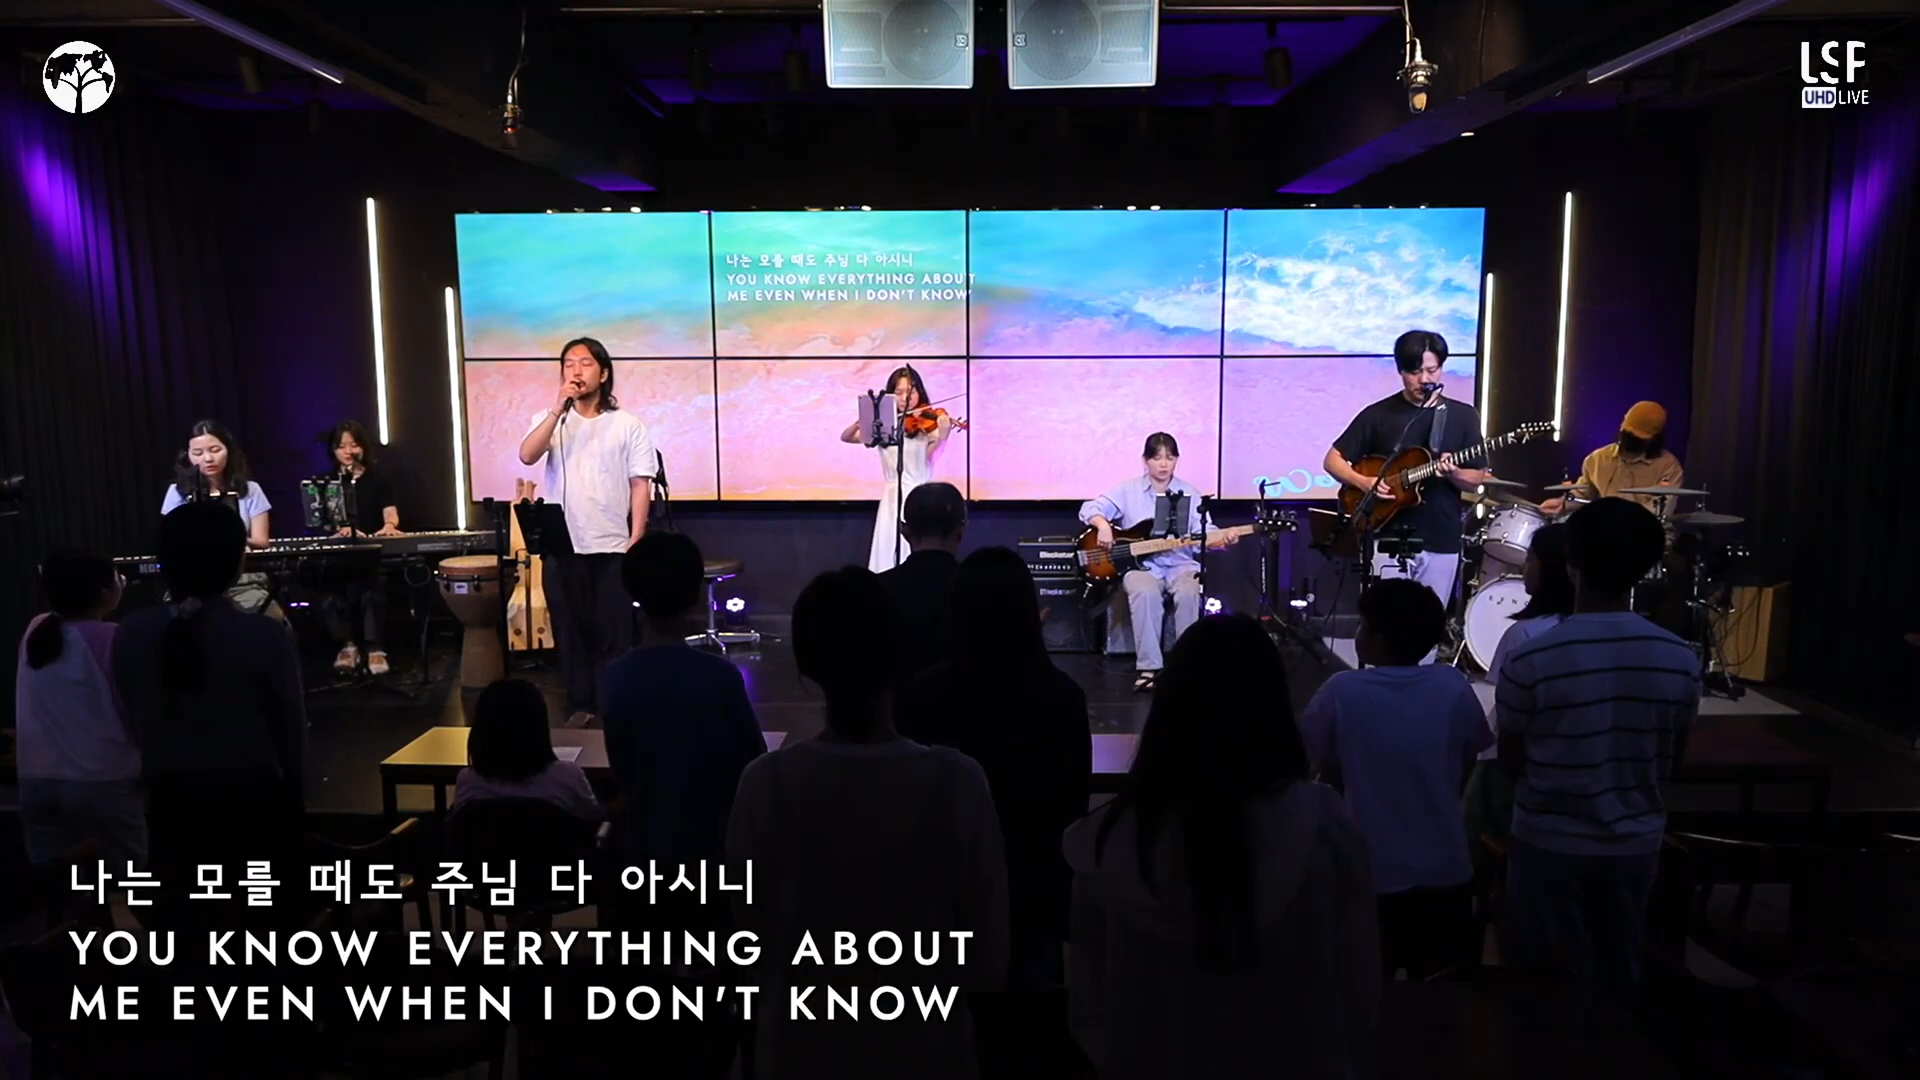 LSF
UHD LIVE
나는 모를 때도 주님 다 아시니
YOU KNOW EVERYTHING ABOUT
ME EVEN WHEN I DON'T KNOW
Blackstar
Blackstar
나는 모를 때도 주님 다 아시니
YOU KNOW EVERYTHING ABOUT
ME EVEN WHEN I DON'T KNOW